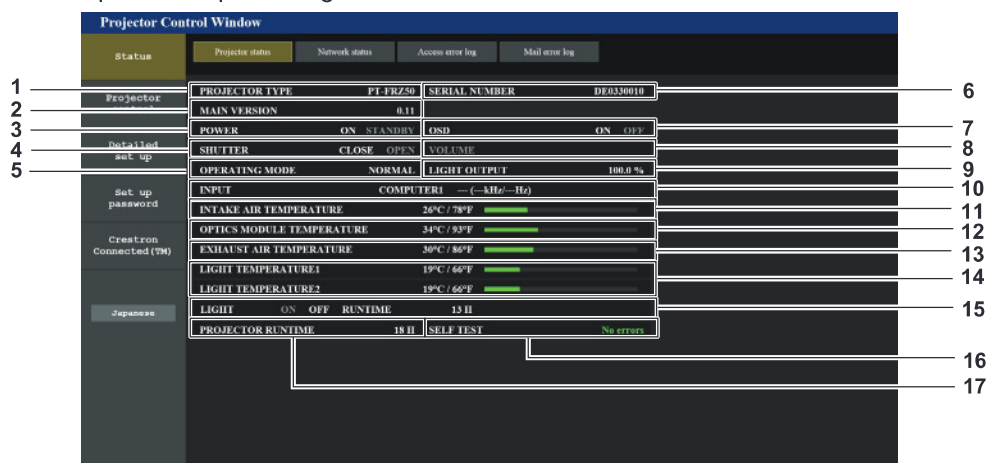 Projector Control Window
Status
Projector status Network status Access error log Mail error log
Projector
Detailed
set up
Set up
password
Crestron
Connected(TM)
Japanese
1 PROJECTOR TYPE PT-FRZ50 SERIAL NUMBER DE0330010 6
2 MAIN VERSION 0.11
3 POWER ON STANDBY OSD ON OFF 7
4 SHUTTER CLOSE OPEN VOLUME 8
5 OPERATING MODE NORMAL LIGHT OUTPUT 100.0 % 9
INPUT COMPUTER1 --- (---kHz/---Hz) 10
INTAKE AIR TEMPERATURE 26°C / 78°F 11
OPTICS MODULE TEMPERATURE 34°C / 93°F 12
EXHAUST AIR TEMPERATURE 30°C / 86°F 13
LIGHT TEMPERATURE1 19°C / 66°F 14
LIGHT TEMPERATURE2 19°C / 66°F
LIGHT ON OFF RUNTIME 13 H 15
PROJECTOR RUNTIME 18 H SELF TEST No errors
16
17